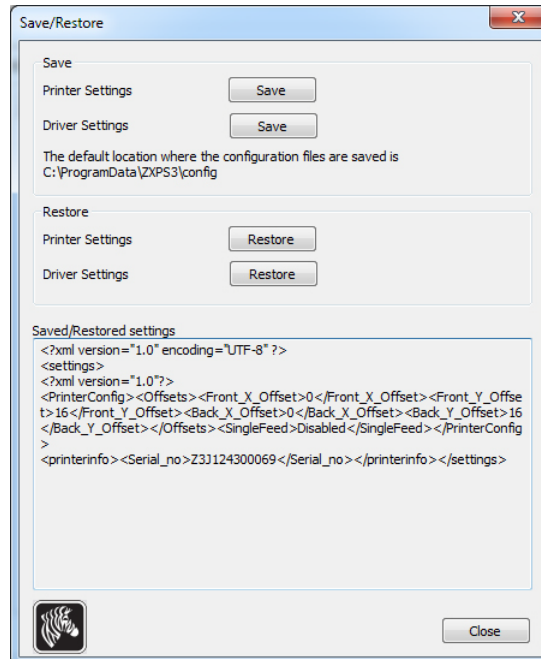 Save/Restore
Save
Printer Settings
Save
Driver Settings
Save
The default location where the configuration files are saved is
C:\ProgramData\ZXPS3\config
Restore
Printer Settings
Restore
Driver Settings
Restore
Saved/Restored settings
<?xml version="1.0" encoding="UTF-8" ?>
<settings>
<?xml version="1.0"?>
<PrinterConfig><Offsets><Front_X_Offset>0</Front_X_Offset><Front_Y_Offse
t>16</Front_Y_Offset><Back_X_Offset>0</Back_X_Offset><Back_Y_Offset>16
</Back_Y_Offset></Offsets><SingleFeed>Disabled</SingleFeed></PrinterConfig
>
<printerinfo><Serial_no>Z3J124300069</Serial_no></printerinfo></settings>
Close